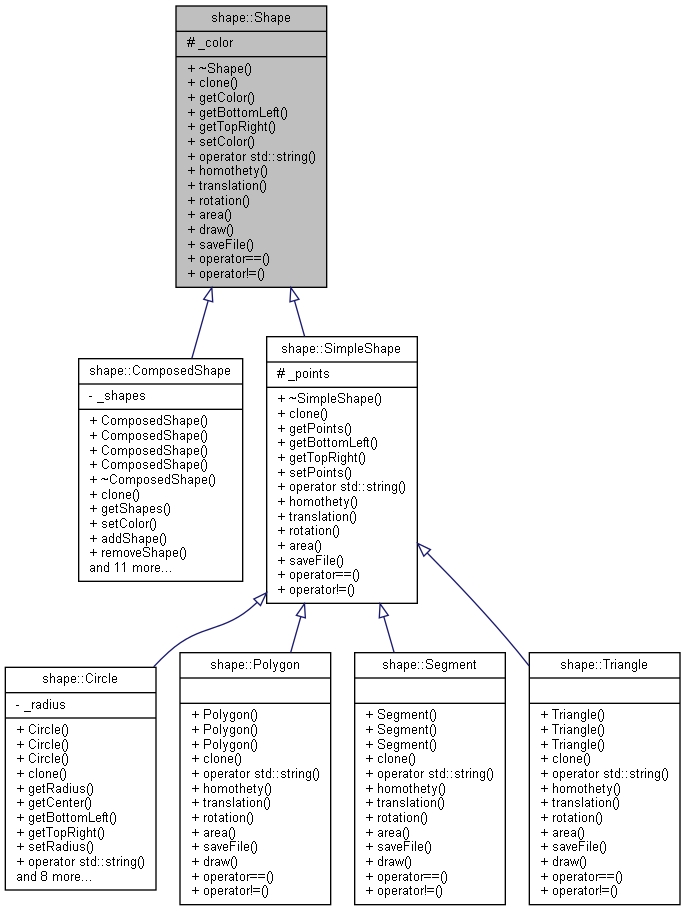 shape::Shape
# _color
+ ~Shape()
+ clone()
+ getColor()
+ getBottomLeft()
+ getTopRight()
+ setColor()
+ operator std::string()
+ homothety()
+ translation()
+ rotation()
+ area()
+ draw()
+ saveFile()
+ operator==()
+ operator!=()
shape::ComposedShape
- _shapes
+ ComposedShape()
+ ComposedShape()
+ ComposedShape()
+ ComposedShape()
+ ~ComposedShape()
+ clone()
+ getShapes()
+ setColor()
+ addShape()
+ removeShape()
and 11 more...
shape::SimpleShape
# _points
+ ~SimpleShape()
+ clone()
+ getPoints()
+ getBottomLeft()
+ getTopRight()
+ setPoints()
+ operator std::string()
+ homothety()
+ translation()
+ rotation()
+ area()
+ saveFile()
+ operator==()
+ operator!=()
shape::Circle
- _radius
+ Circle()
+ Circle()
+ Circle()
+ clone()
+ getRadius()
+ getCenter()
+ getBottomLeft()
+ getTopRight()
+ setRadius()
+ operator std::string()
and 8 more...
shape::Polygon
+ Polygon()
+ Polygon()
+ Polygon()
+ clone()
+ operator std::string()
+ homothety()
+ translation()
+ rotation()
+ area()
+ saveFile()
+ draw()
+ operator==()
+ operator!=()
shape::Segment
+ Segment()
+ Segment()
+ Segment()
+ clone()
+ operator std::string()
+ homothety()
+ translation()
+ rotation()
+ area()
+ saveFile()
+ draw()
+ operator==()
+ operator!=()
shape::Triangle
+ Triangle()
+ Triangle()
+ Triangle()
+ clone()
+ operator std::string()
+ homothety()
+ translation()
+ rotation()
+ area()
+ saveFile()
+ draw()
+ operator==()
+ operator!=()